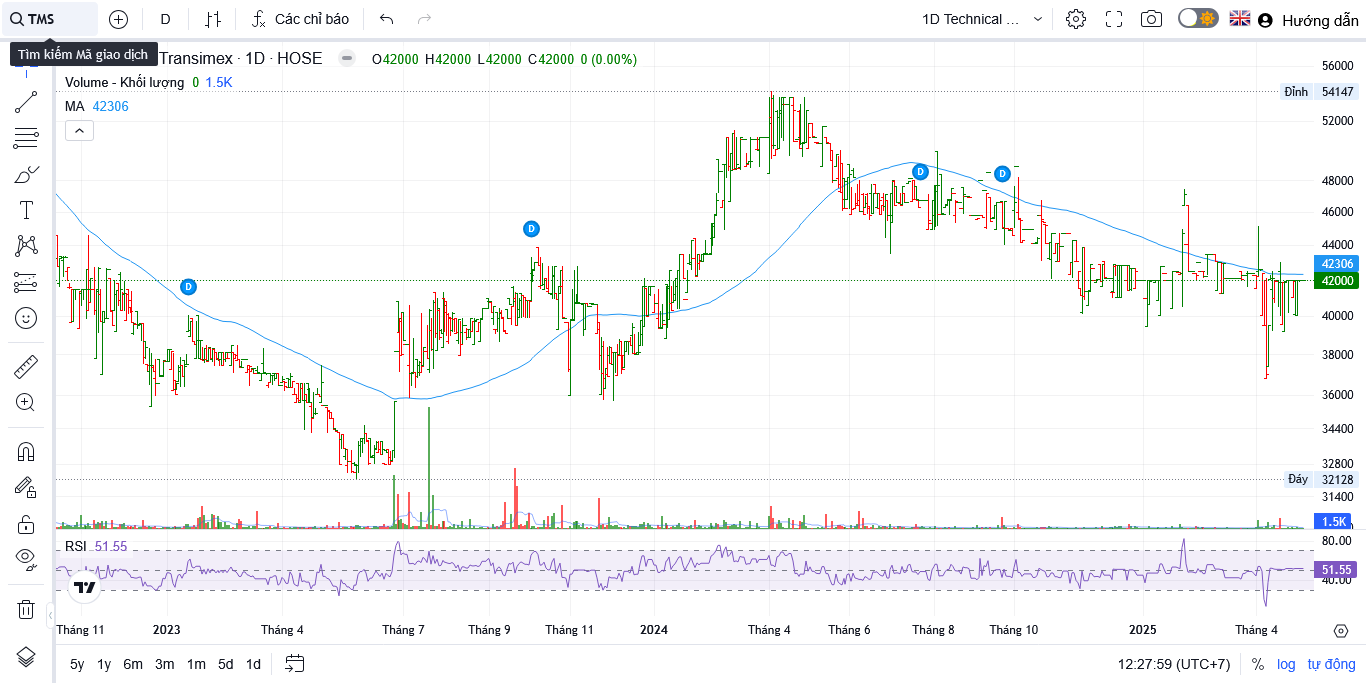 TMS
D
Các chỉ báo
1D Technical ...
Hướng dẫn
Tìm kiếm Mã giao dịch
Transimex · 1D · HOSE
O42000 H42000 L42000 C42000 0 (0.00%)
Volume - Khối lượng 0 1.5K
MA 42306
56000
Đỉnh 54147
52000
D
D
48000
46000
D
44000
42306
D
42000
40000
38000
36000
34400
32800
Đáy 32128
31400
1.5K
RSI 51.55
80.00
51.55
40.00
Tháng 11 2023 Tháng 4 Tháng 7 Tháng 9 Tháng 11 2024 Tháng 4 Tháng 6 Tháng 8 Tháng 10 2025 Tháng 4
5y 1y 6m 3m 1m 5d 1d
12:27:59 (UTC+7) % log tự động